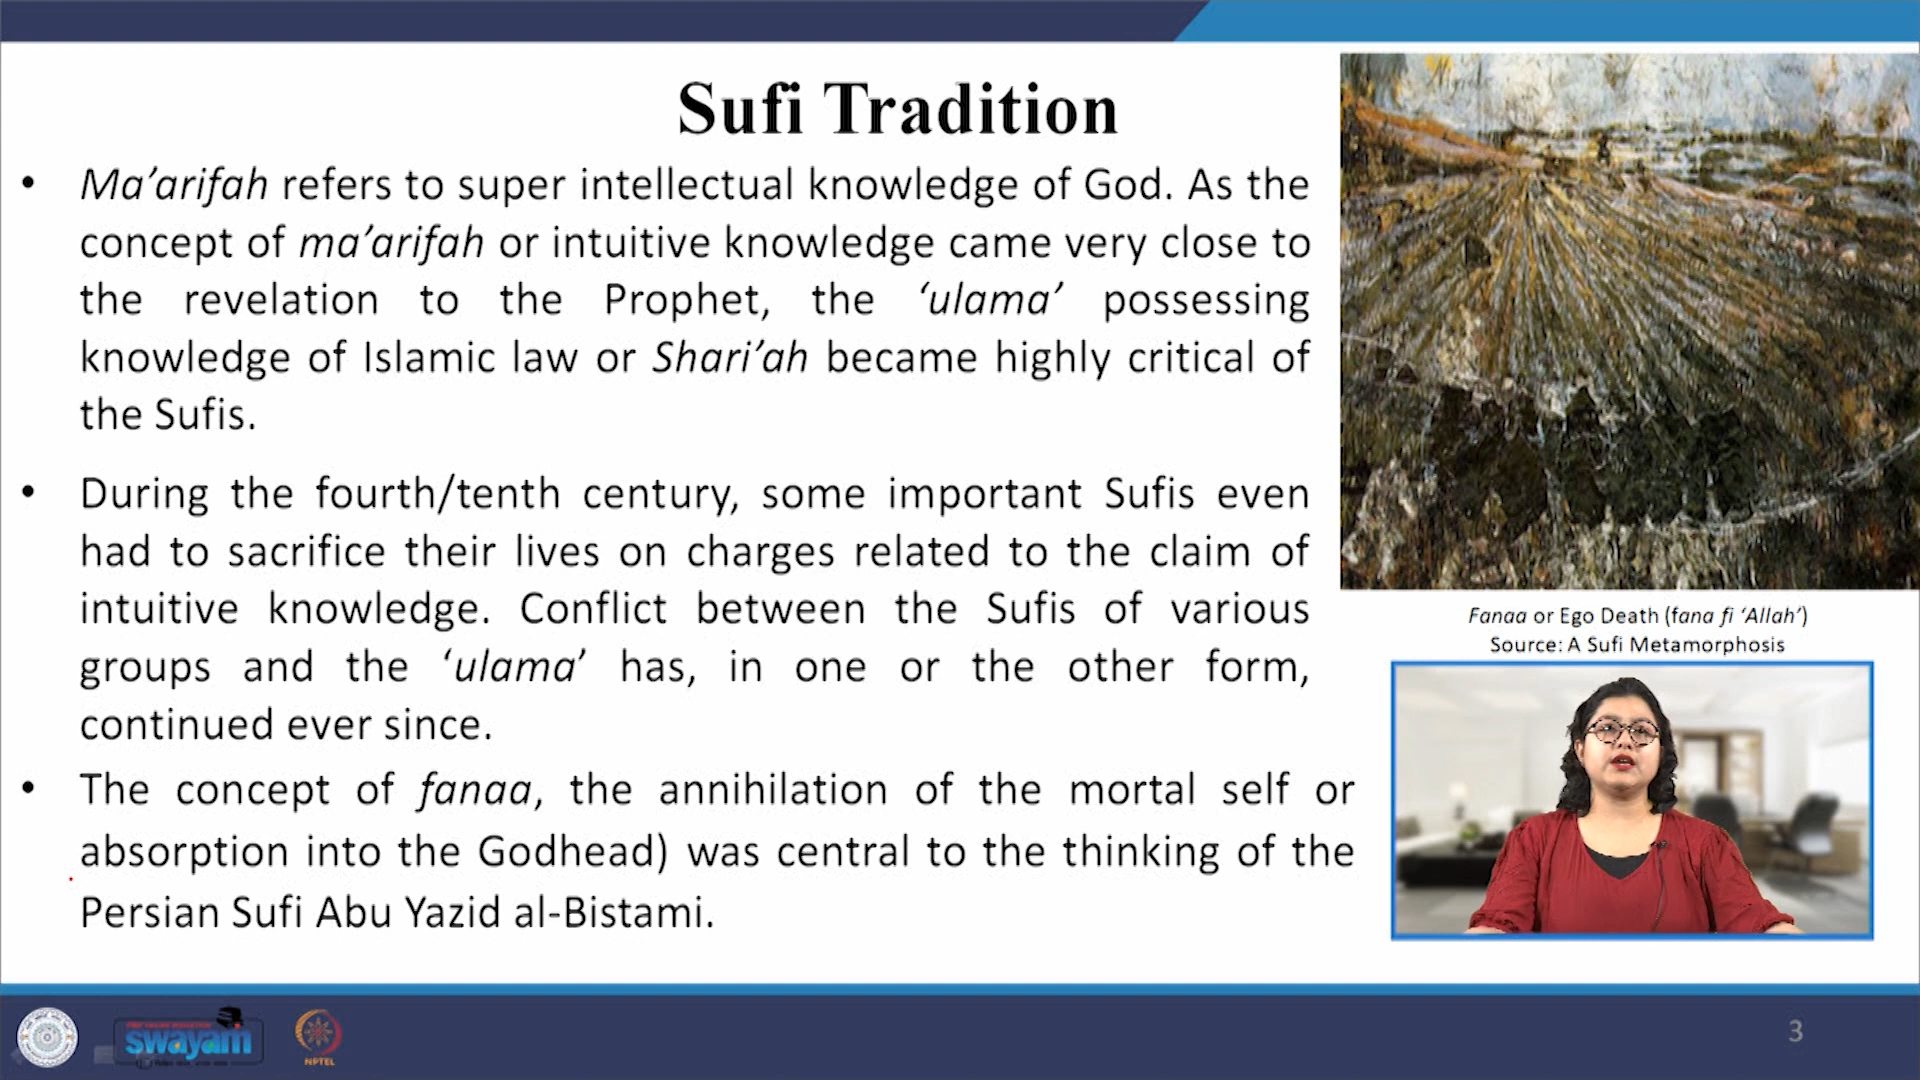 Sufi Tradition
• Ma’arifah refers to super intellectual knowledge of God. As the
concept of ma’arifah or intuitive knowledge came very close to
the revelation to the Prophet, the ‘ulama’ possessing
knowledge of Islamic law or Shari’ah became highly critical of
the Sufis.
• During the fourth/tenth century, some important Sufis even
had to sacrifice their lives on charges related to the claim of
intuitive knowledge. Conflict between the Sufis of various
groups and the ‘ulama’ has, in one or the other form,
continued ever since.
• The concept of fanaa, the annihilation of the mortal self or
absorption into the Godhead) was central to the thinking of the
Persian Sufi Abu Yazid al-Bistami.
Fanaa or Ego Death (fana fi ‘Allah’)
Source: A Sufi Metamorphosis
swayam
NPTEL
3